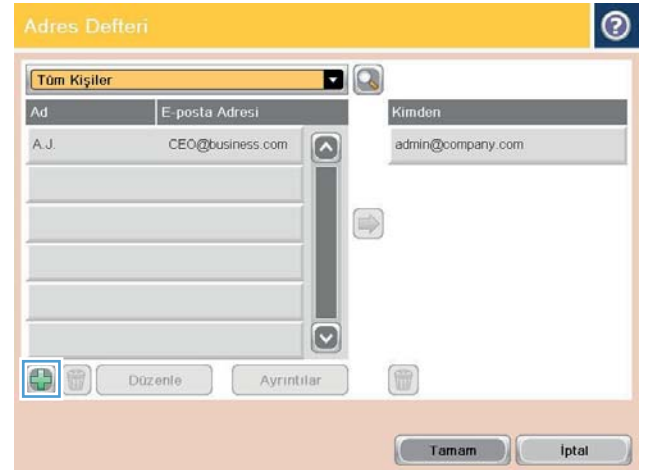 Adres Defteri ?
Tüm Kişiler
Ad E-posta Adresi Kimden
A.J. CEO@business.com admin@company.com
Düzenle Ayrıntılar
Tamam İptal